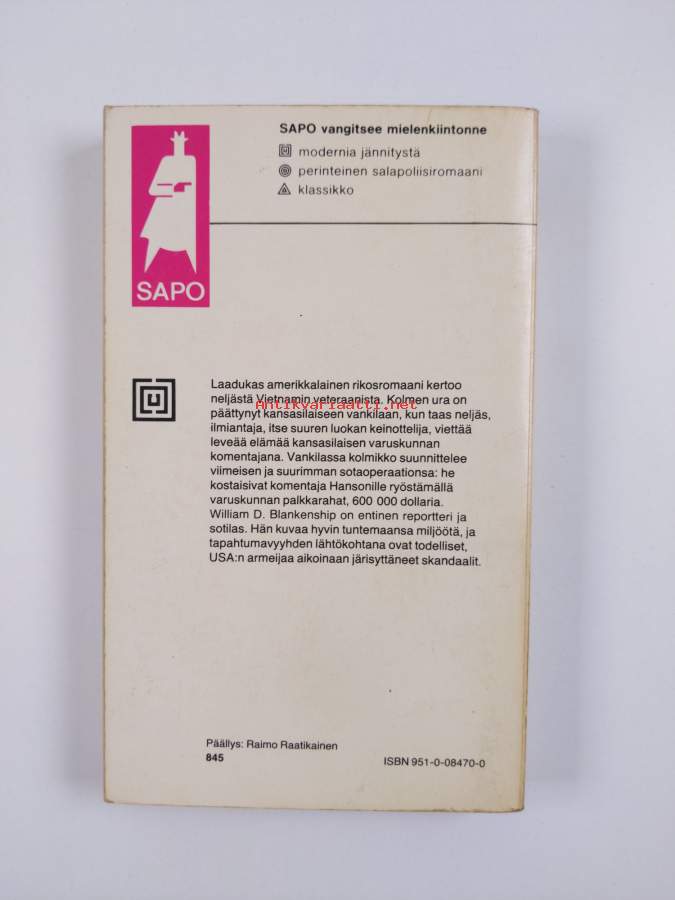 SAPO vangitsee mielenkiintonne
modernia jännitystä
perinteinen salapoliisiromaani
klassikko
SAPO
Laadukas amerikkalainen rikosromaani kertoo
neljästä Vietnamin veteraanista. Kolmen ura on
päättynyt kansasilaiseen vankilaan, kun taas neljäs,
ilmiantaja, itse suuren luokan keinottelija, viettää
leveää elämää kansasilaisen varuskunnan
komentajana. Vankilassa kolmikko suunnittelee
viimeisen ja suurimman sotaoperaationsa: he
kostaisivat komentaja Hansonille ryöstämällä
varuskunnan palkkarahat, 600 000 dollaria.
William D. Blankenship on entinen reportteri ja
sotilas. Hän kuvaa hyvin tuntemaansa miljöötä, ja
tapahtumavyyhden lähtökohtana ovat todelliset,
USA:n armeijaa aikoinaan järisyttäneet skandaalit.
Antikvariaatti.net
Päällys: Raimo Raatikainen
845
ISBN 951-0-08470-0